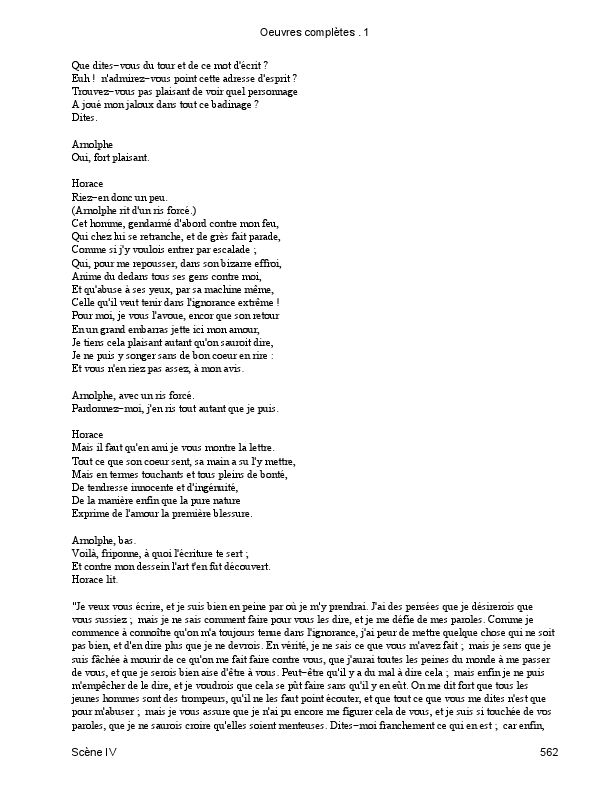 Oeuvres complètes . 1
Que dites−vous du tour et de ce mot d'écrit ?
Euh !  n'admirez−vous point cette adresse d'esprit ?
Trouvez−vous pas plaisant de voir quel personnage
A joué mon jaloux dans tout ce badinage ?
Dites.
Arnolphe
Oui, fort plaisant.
Horace
Riez−en donc un peu.
(Arnolphe rit d'un ris forcé.)
Cet homme, gendarmé d'abord contre mon feu,
Qui chez lui se retranche, et de grès fait parade,
Comme si j'y voulois entrer par escalade ;
Qui, pour me repousser, dans son bizarre effroi,
Anime du dedans tous ses gens contre moi,
Et qu'abuse à ses yeux, par sa machine même,
Celle qu'il veut tenir dans l'ignorance extrême !
Pour moi, je vous l'avoue, encor que son retour
En un grand embarras jette ici mon amour,
Je tiens cela plaisant autant qu'on sauroit dire,
Je ne puis y songer sans de bon coeur en rire :
Et vous n'en riez pas assez, à mon avis.
Arnolphe, avec un ris forcé.
Pardonnez−moi, j'en ris tout autant que je puis.
Horace
Mais il faut qu'en ami je vous montre la lettre.
Tout ce que son coeur sent, sa main a su l'y mettre,
Mais en termes touchants et tous pleins de bonté,
De tendresse innocente et d'ingénuité,
De la manière enfin que la pure nature
Exprime de l'amour la première blessure.
Arnolphe, bas.
Voilà, friponne, à quoi l'écriture te sert ;
Et contre mon dessein l'art t'en fut découvert.
Horace lit.
"Je veux vous écrire, et je suis bien en peine par où je m'y prendrai. J'ai des pensées que je désirerois que
vous sussiez ;  mais je ne sais comment faire pour vous les dire, et je me défie de mes paroles. Comme je
commence à connoître qu'on m'a toujours tenue dans l'ignorance, j'ai peur de mettre quelque chose qui ne soit
pas bien, et d'en dire plus que je ne devrois. En vérité, je ne sais ce que vous m'avez fait ;  mais je sens que je
suis fâchée à mourir de ce qu'on me fait faire contre vous, que j'aurai toutes les peines du monde à me passer
de vous, et que je serois bien aise d'être à vous. Peut−être qu'il y a du mal à dire cela ;  mais enfin je ne puis
m'empêcher de le dire, et je voudrois que cela se pût faire sans qu'il y en eût. On me dit fort que tous les
jeunes hommes sont des trompeurs, qu'il ne les faut point écouter, et que tout ce que vous me dites n'est que
pour m'abuser ;  mais je vous assure que je n'ai pu encore me figurer cela de vous, et je suis si touchée de vos
paroles, que je ne saurois croire qu'elles soient menteuses. Dites−moi franchement ce qui en est ;  car enfin,
Scène IV
562